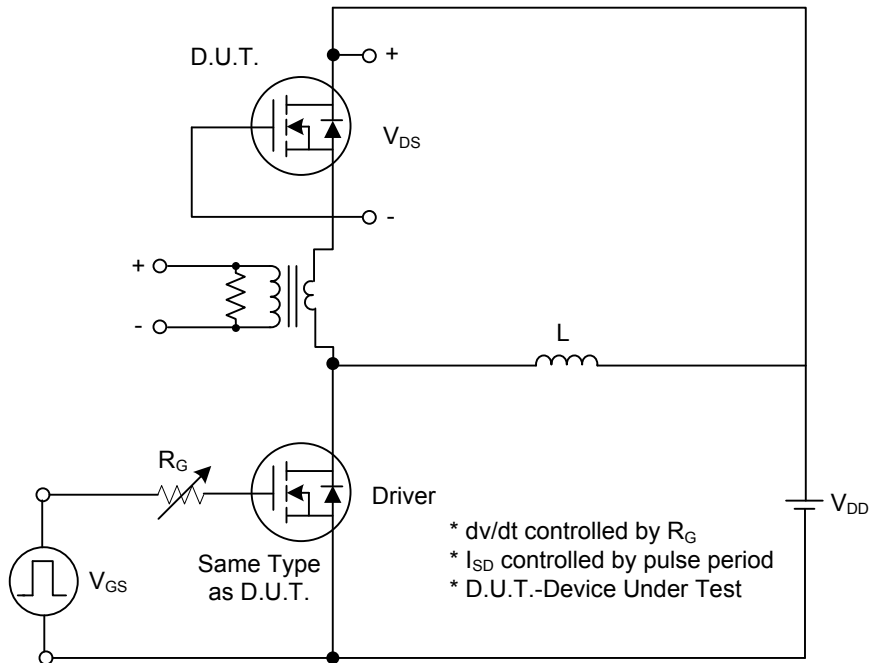 D.U.T.
+
V_DS
-
+
-
L
R_G
Driver
V_DD
* dv/dt controlled by R_G
* I_SD controlled by pulse period
* D.U.T.-Device Under Test
Same Type
as D.U.T.
V_GS